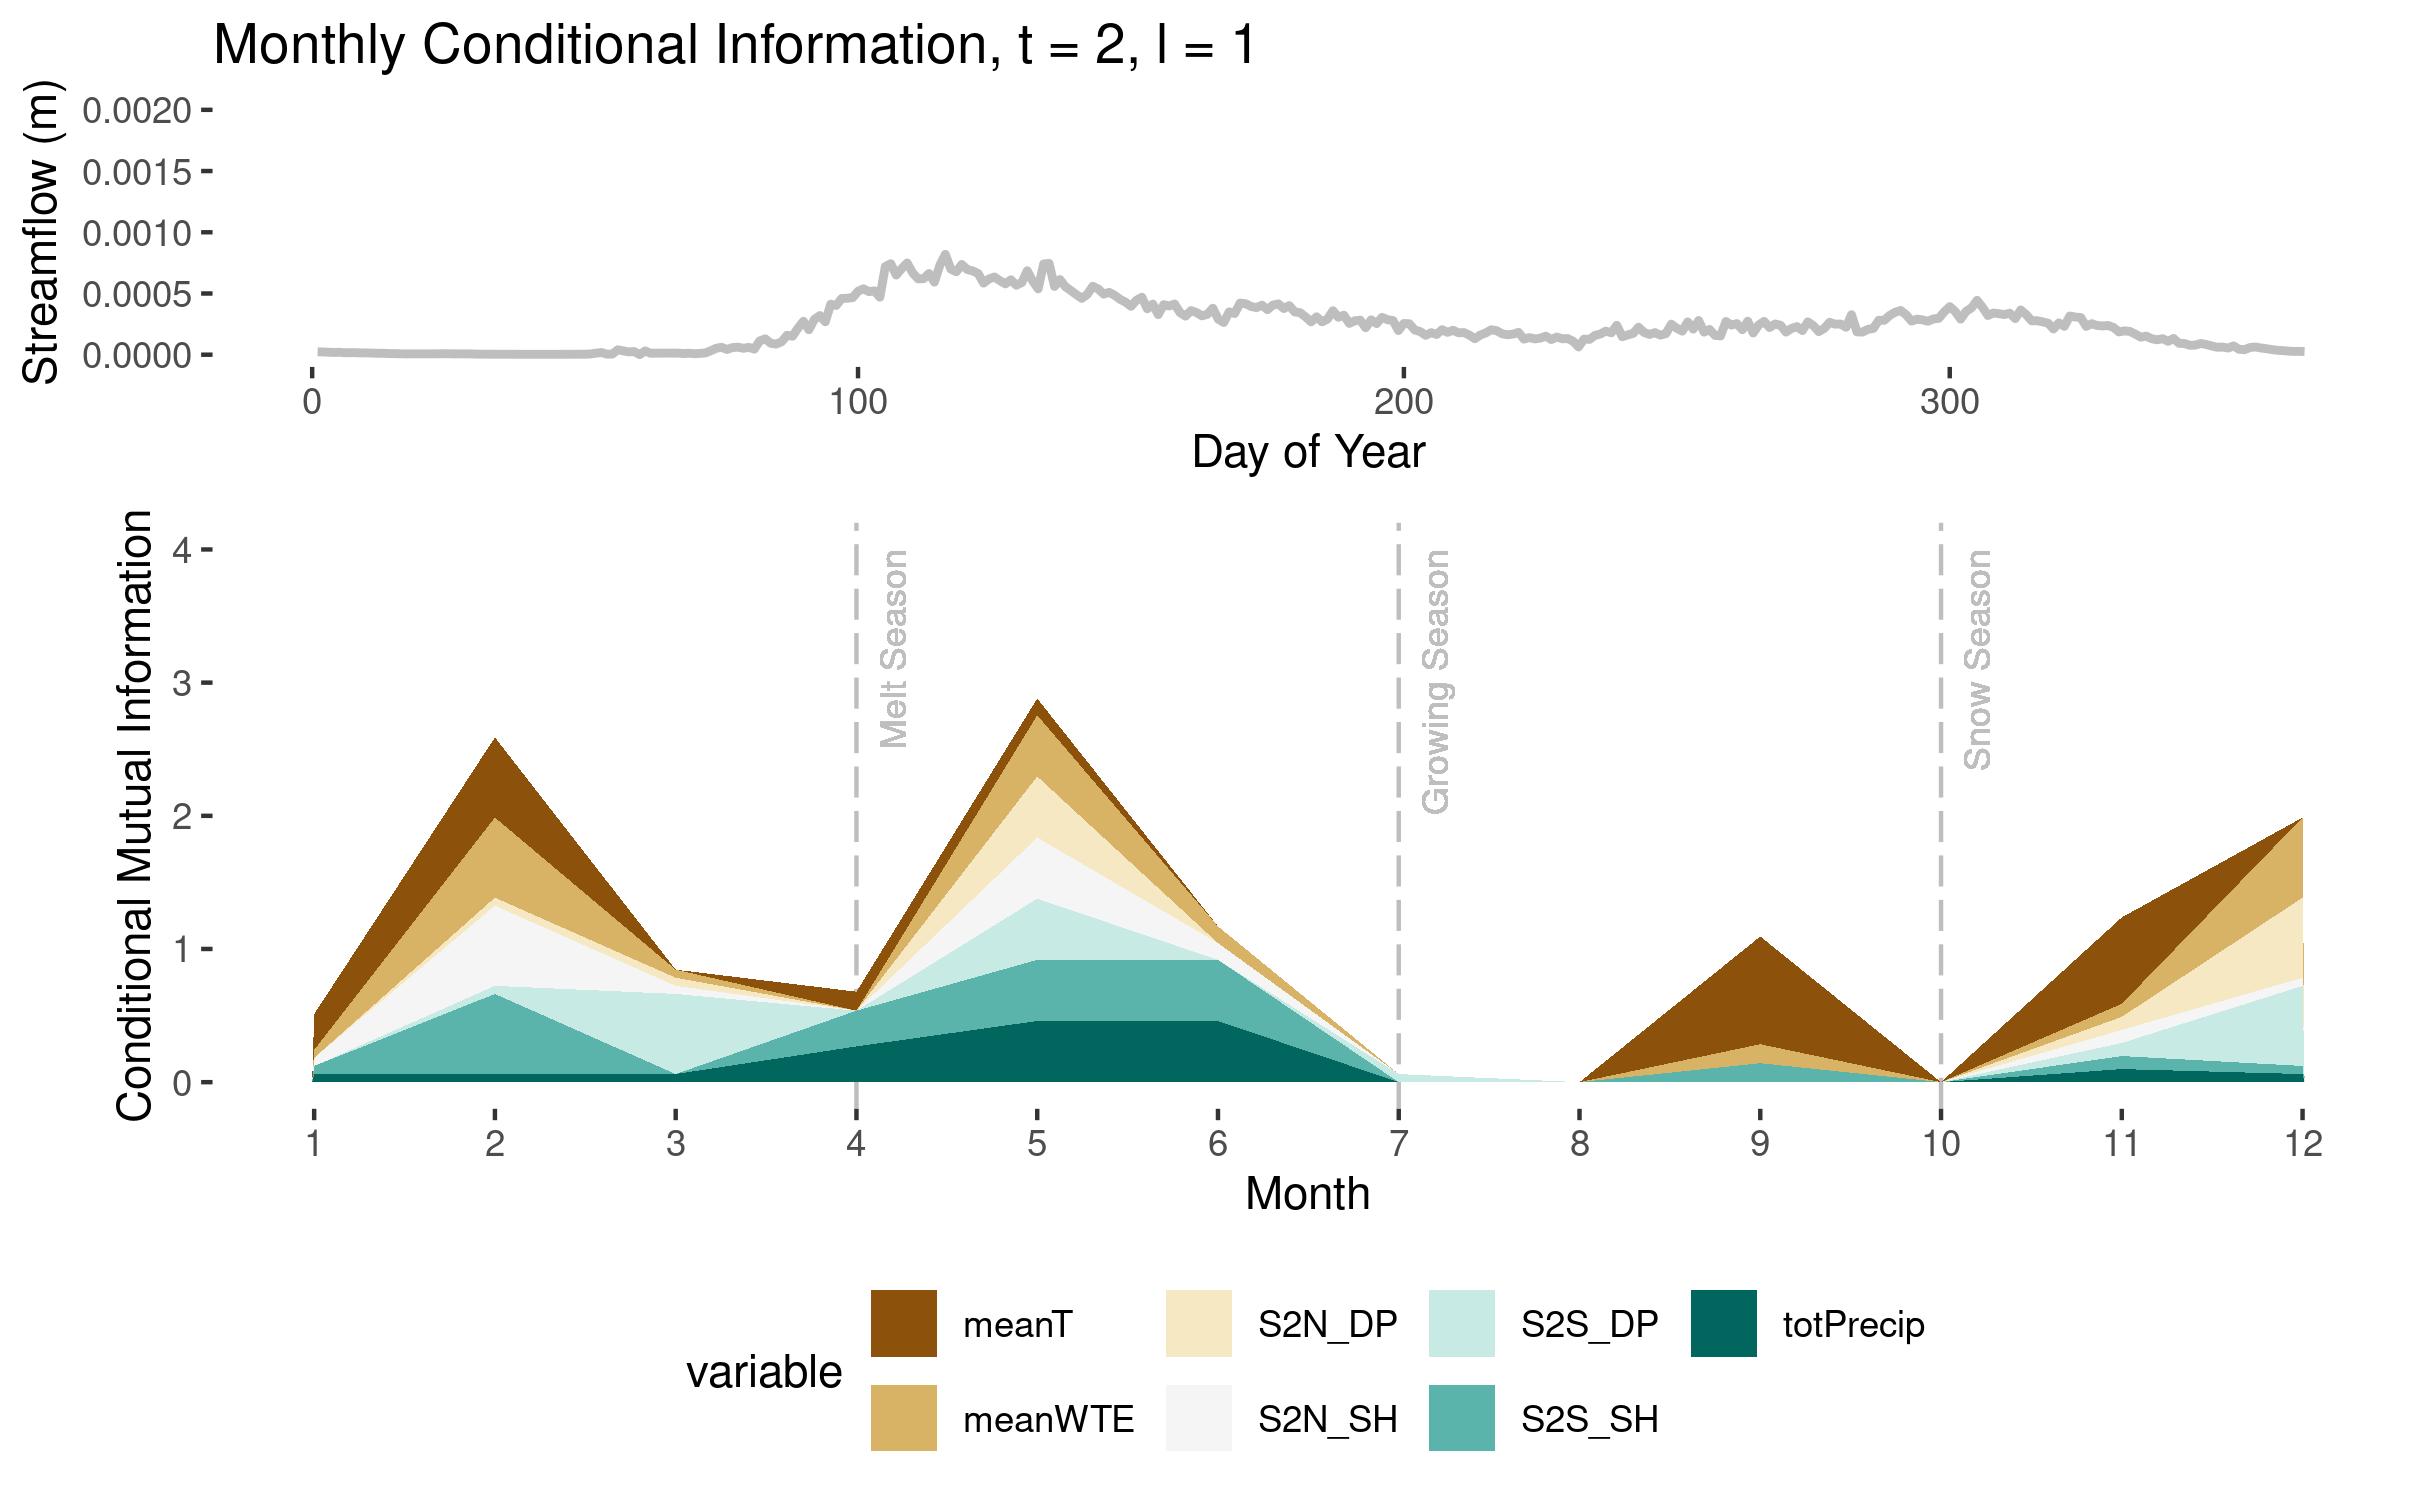 Monthly Conditional Information, t = 2, l = 1
Streamflow (m)
0.0020
0.0015
0.0010
0.0005
0.0000
0 100 200 300
Day of Year
Conditional Mutual Information
4
3
2
1
0
Melt Season
Growing Season
Snow Season
1 2 3 4 5 6 7 8 9 10 11 12
Month
variable
meanT S2N_DP S2S_DP totPrecip
meanWTE S2N_SH S2S_SH